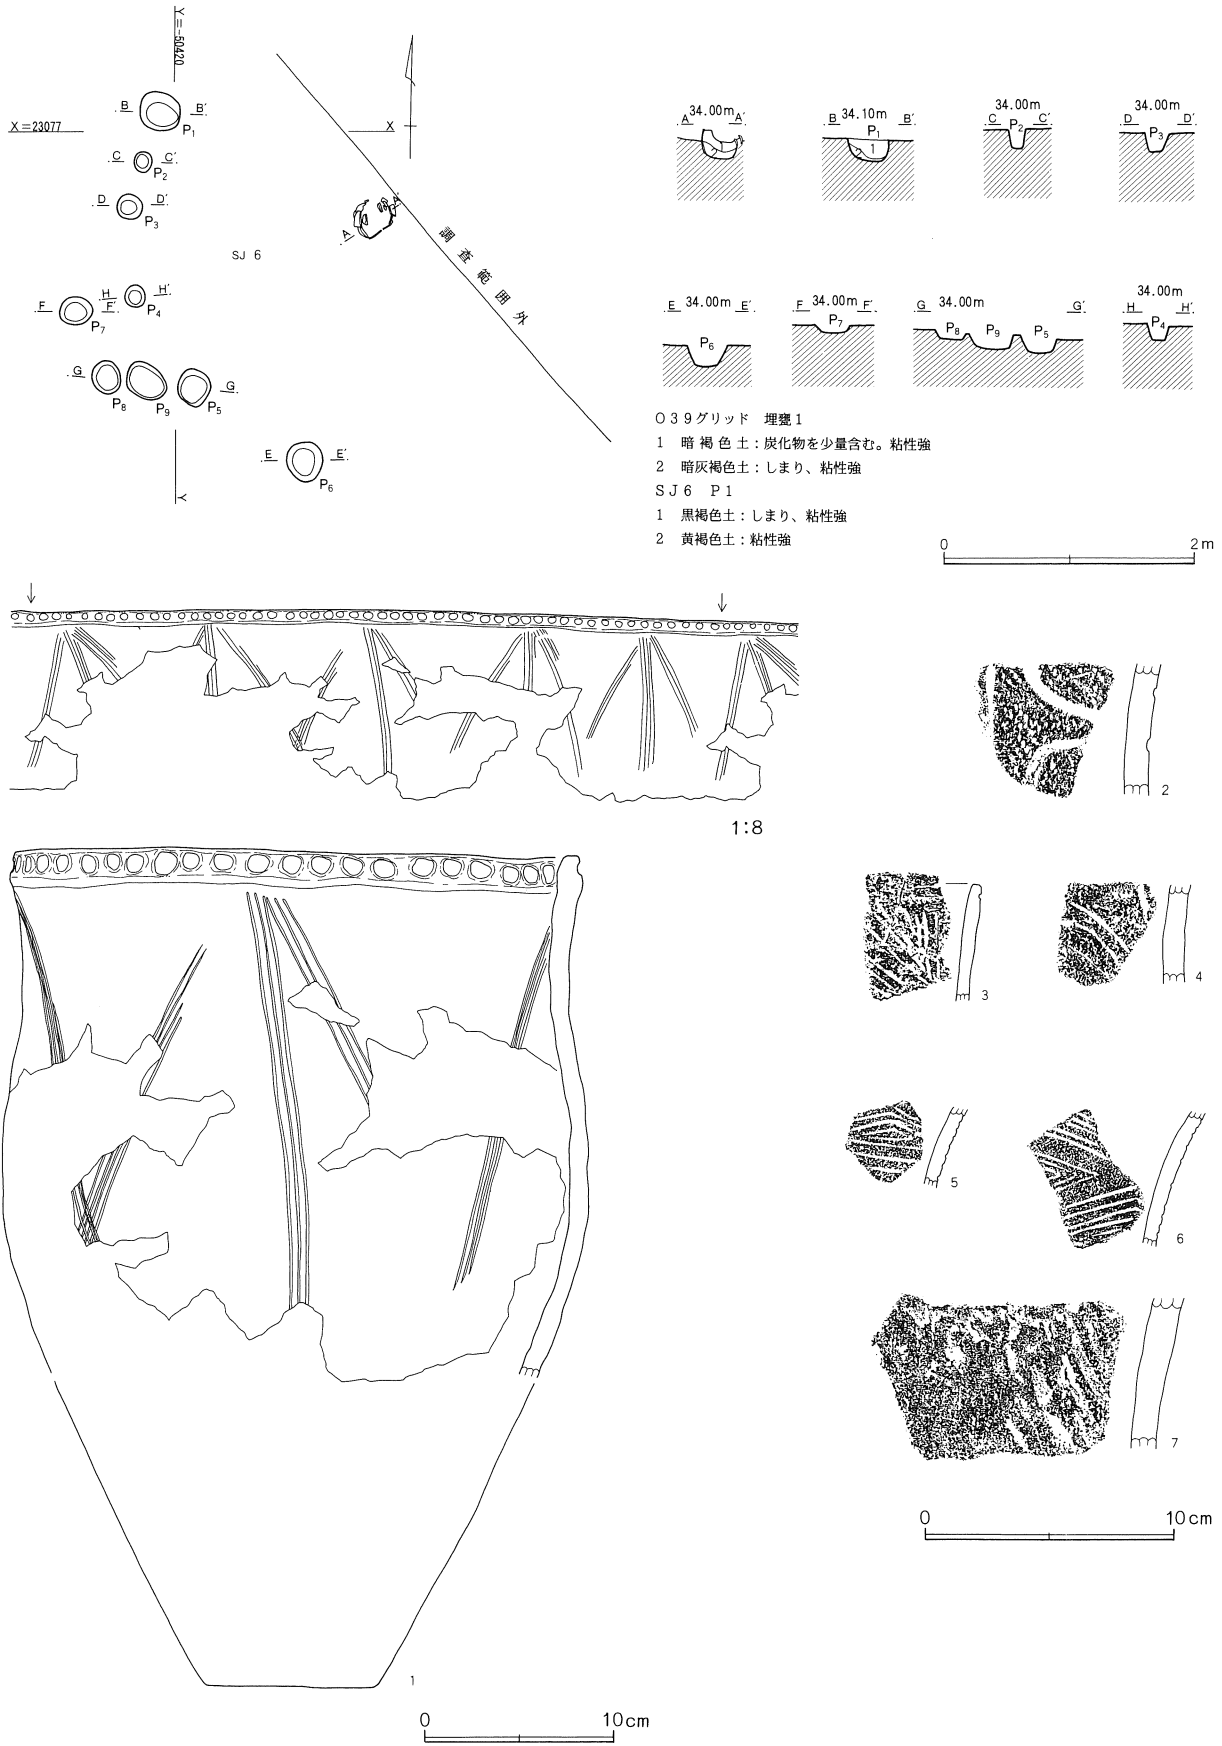 Y=-50420
X=23077
X
B B′
P1
C C′
P2
D D′
P3
A A′
SJ 6
調査範囲外
H H′
P4
F F′
P7
G G
P8 P9 P5
E E′
P6
Y
34.00m
A A′
34.10m
B B′
P1
1
34.00m
C C′
P2
34.00m
D D′
P3
34.00m
E E′
P6
34.00m
F F′
P7
34.00m
G G′
P8 P9 P5
34.00m
H H′
P4
O39グリッド 埋甕1
1 暗褐色土：炭化物を少量含む。粘性強
2 暗灰褐色土：しまり、粘性強
SJ6 P1
1 黒褐色土：しまり、粘性強
2 黄褐色土：粘性強
0 2m
1:8
2
3
4
5
6
7
0 10cm
1
0 10cm